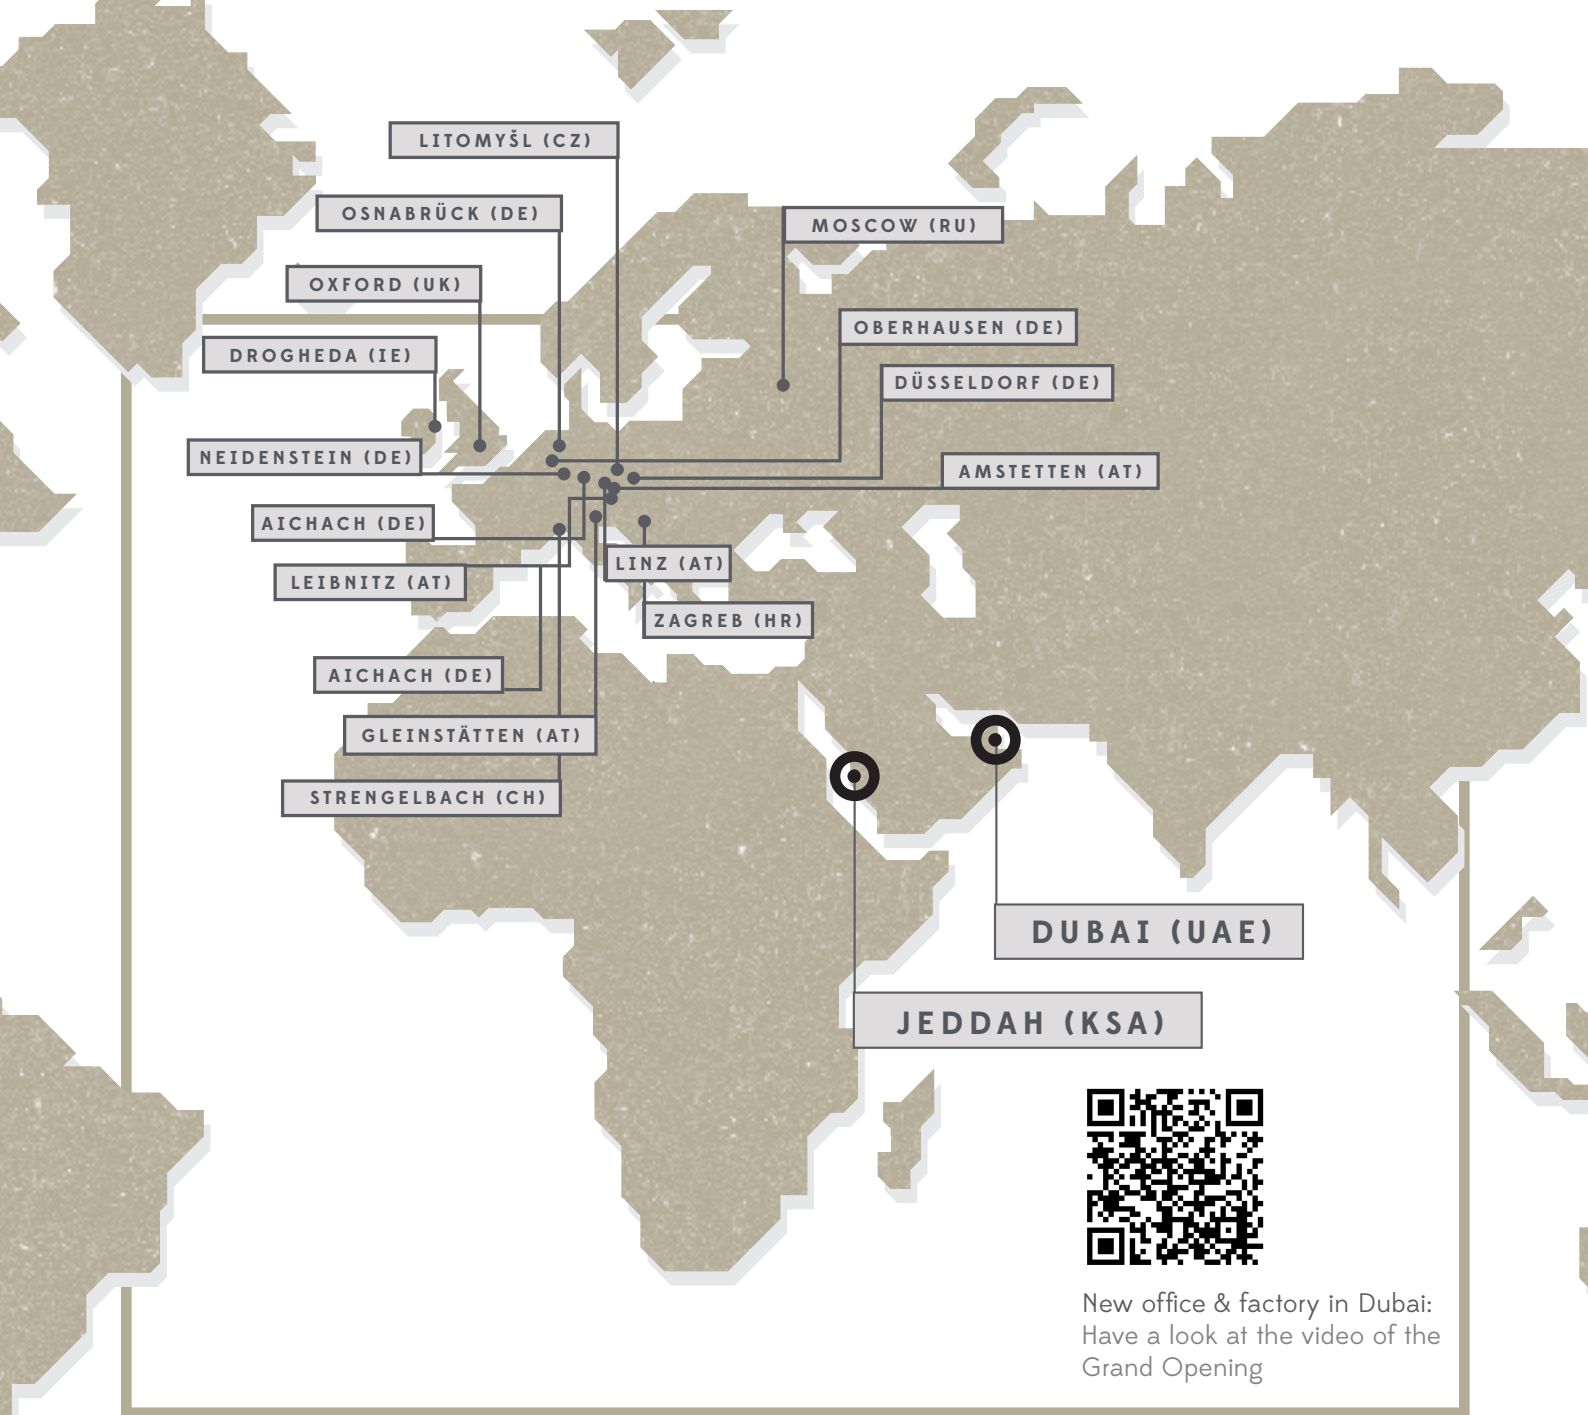 LITOMYŠL (CZ)
OSNABRÜCK (DE)
MOSCOW (RU)
OXFORD (UK)
OBERHAUSEN (DE)
DROGHEDA (IE)
DÜSSELDORF (DE)
NEIDENSTEIN (DE)
AMSTETTEN (AT)
AICHACH (DE)
LINZ (AT)
LEIBNITZ (AT)
ZAGREB (HR)
AICHACH (DE)
GLEINSTÄTTEN (AT)
STRENGELBACH (CH)
DUBAI (UAE)
JEDDAH (KSA)
New office & factory in Dubai:
Have a look at the video of the
Grand Opening